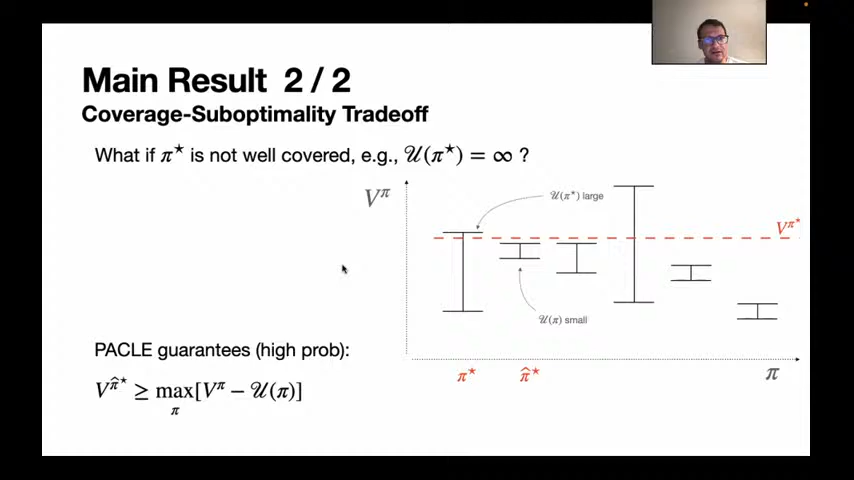 Main Result 2 / 2
Coverage-Suboptimality Tradeoff
What if π⋆ is not well covered, e.g., 𝒰(π⋆) = ∞ ?
V^π
𝒰(π⋆) large
V^π⋆
𝒰(π) small
PACLE guarantees (high prob):
V^π̂⋆ ≥ max[V^π − 𝒰(π)]
π
π⋆
π̂⋆
π